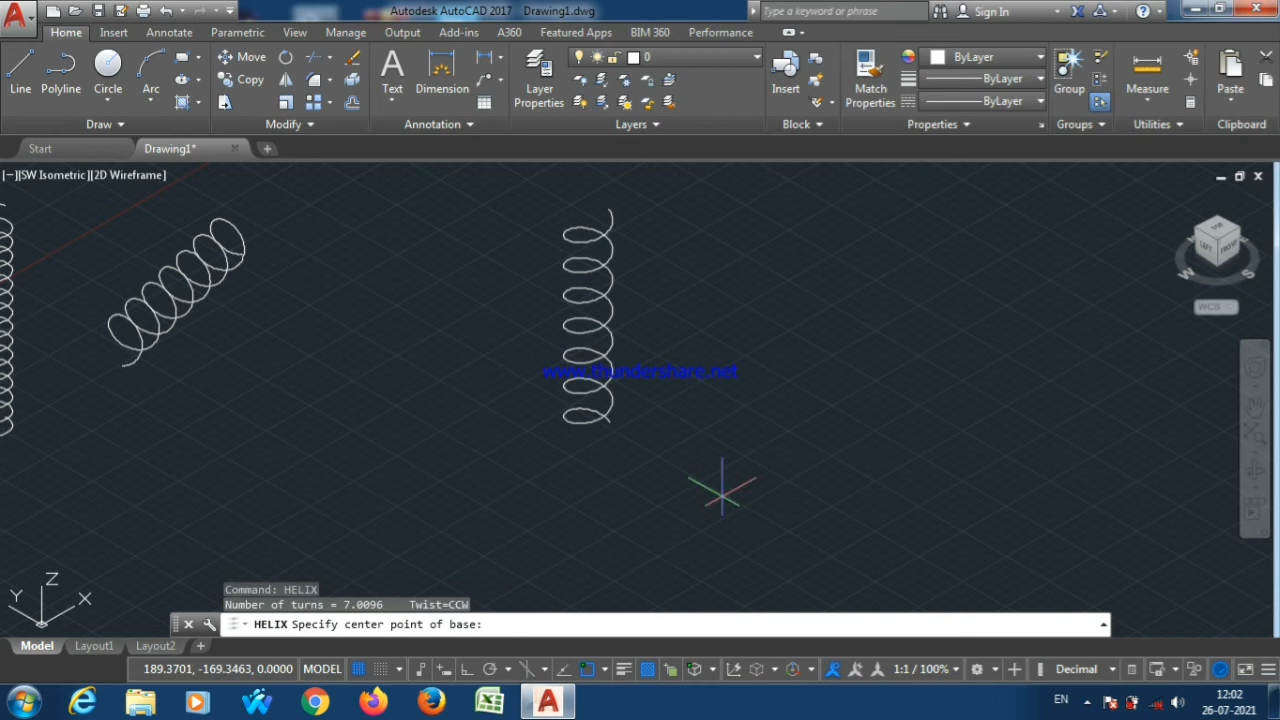 Autodesk AutoCAD 2017 Drawing1.dwg
Type a keyword or phrase
Sign In
Home Insert Annotate Parametric View Manage Output Add-ins A360 Featured Apps BIM 360 Performance
Line Polyline Circle Arc
Move
Copy
Text Dimension
Layer
Properties
0
Insert
Match
Properties
ByLayer
ByLayer
ByLayer
Group
Measure
Paste
Draw Modify Annotation Layers Block Properties Groups Utilities Clipboard
Start Drawing1*
[−][SW Isometric][2D Wireframe]
TOP
LEFT FRONT
W S
WCS
www.thundershare.net
Z
Y X
Command: HELIX
Number of turns = 7.0096 Twist=CCW
HELIX Specify center point of base:
Model Layout1 Layout2
189.3701, -169.3463, 0.0000 MODEL
1:1 / 100%
Decimal
EN
12:02
26-07-2021